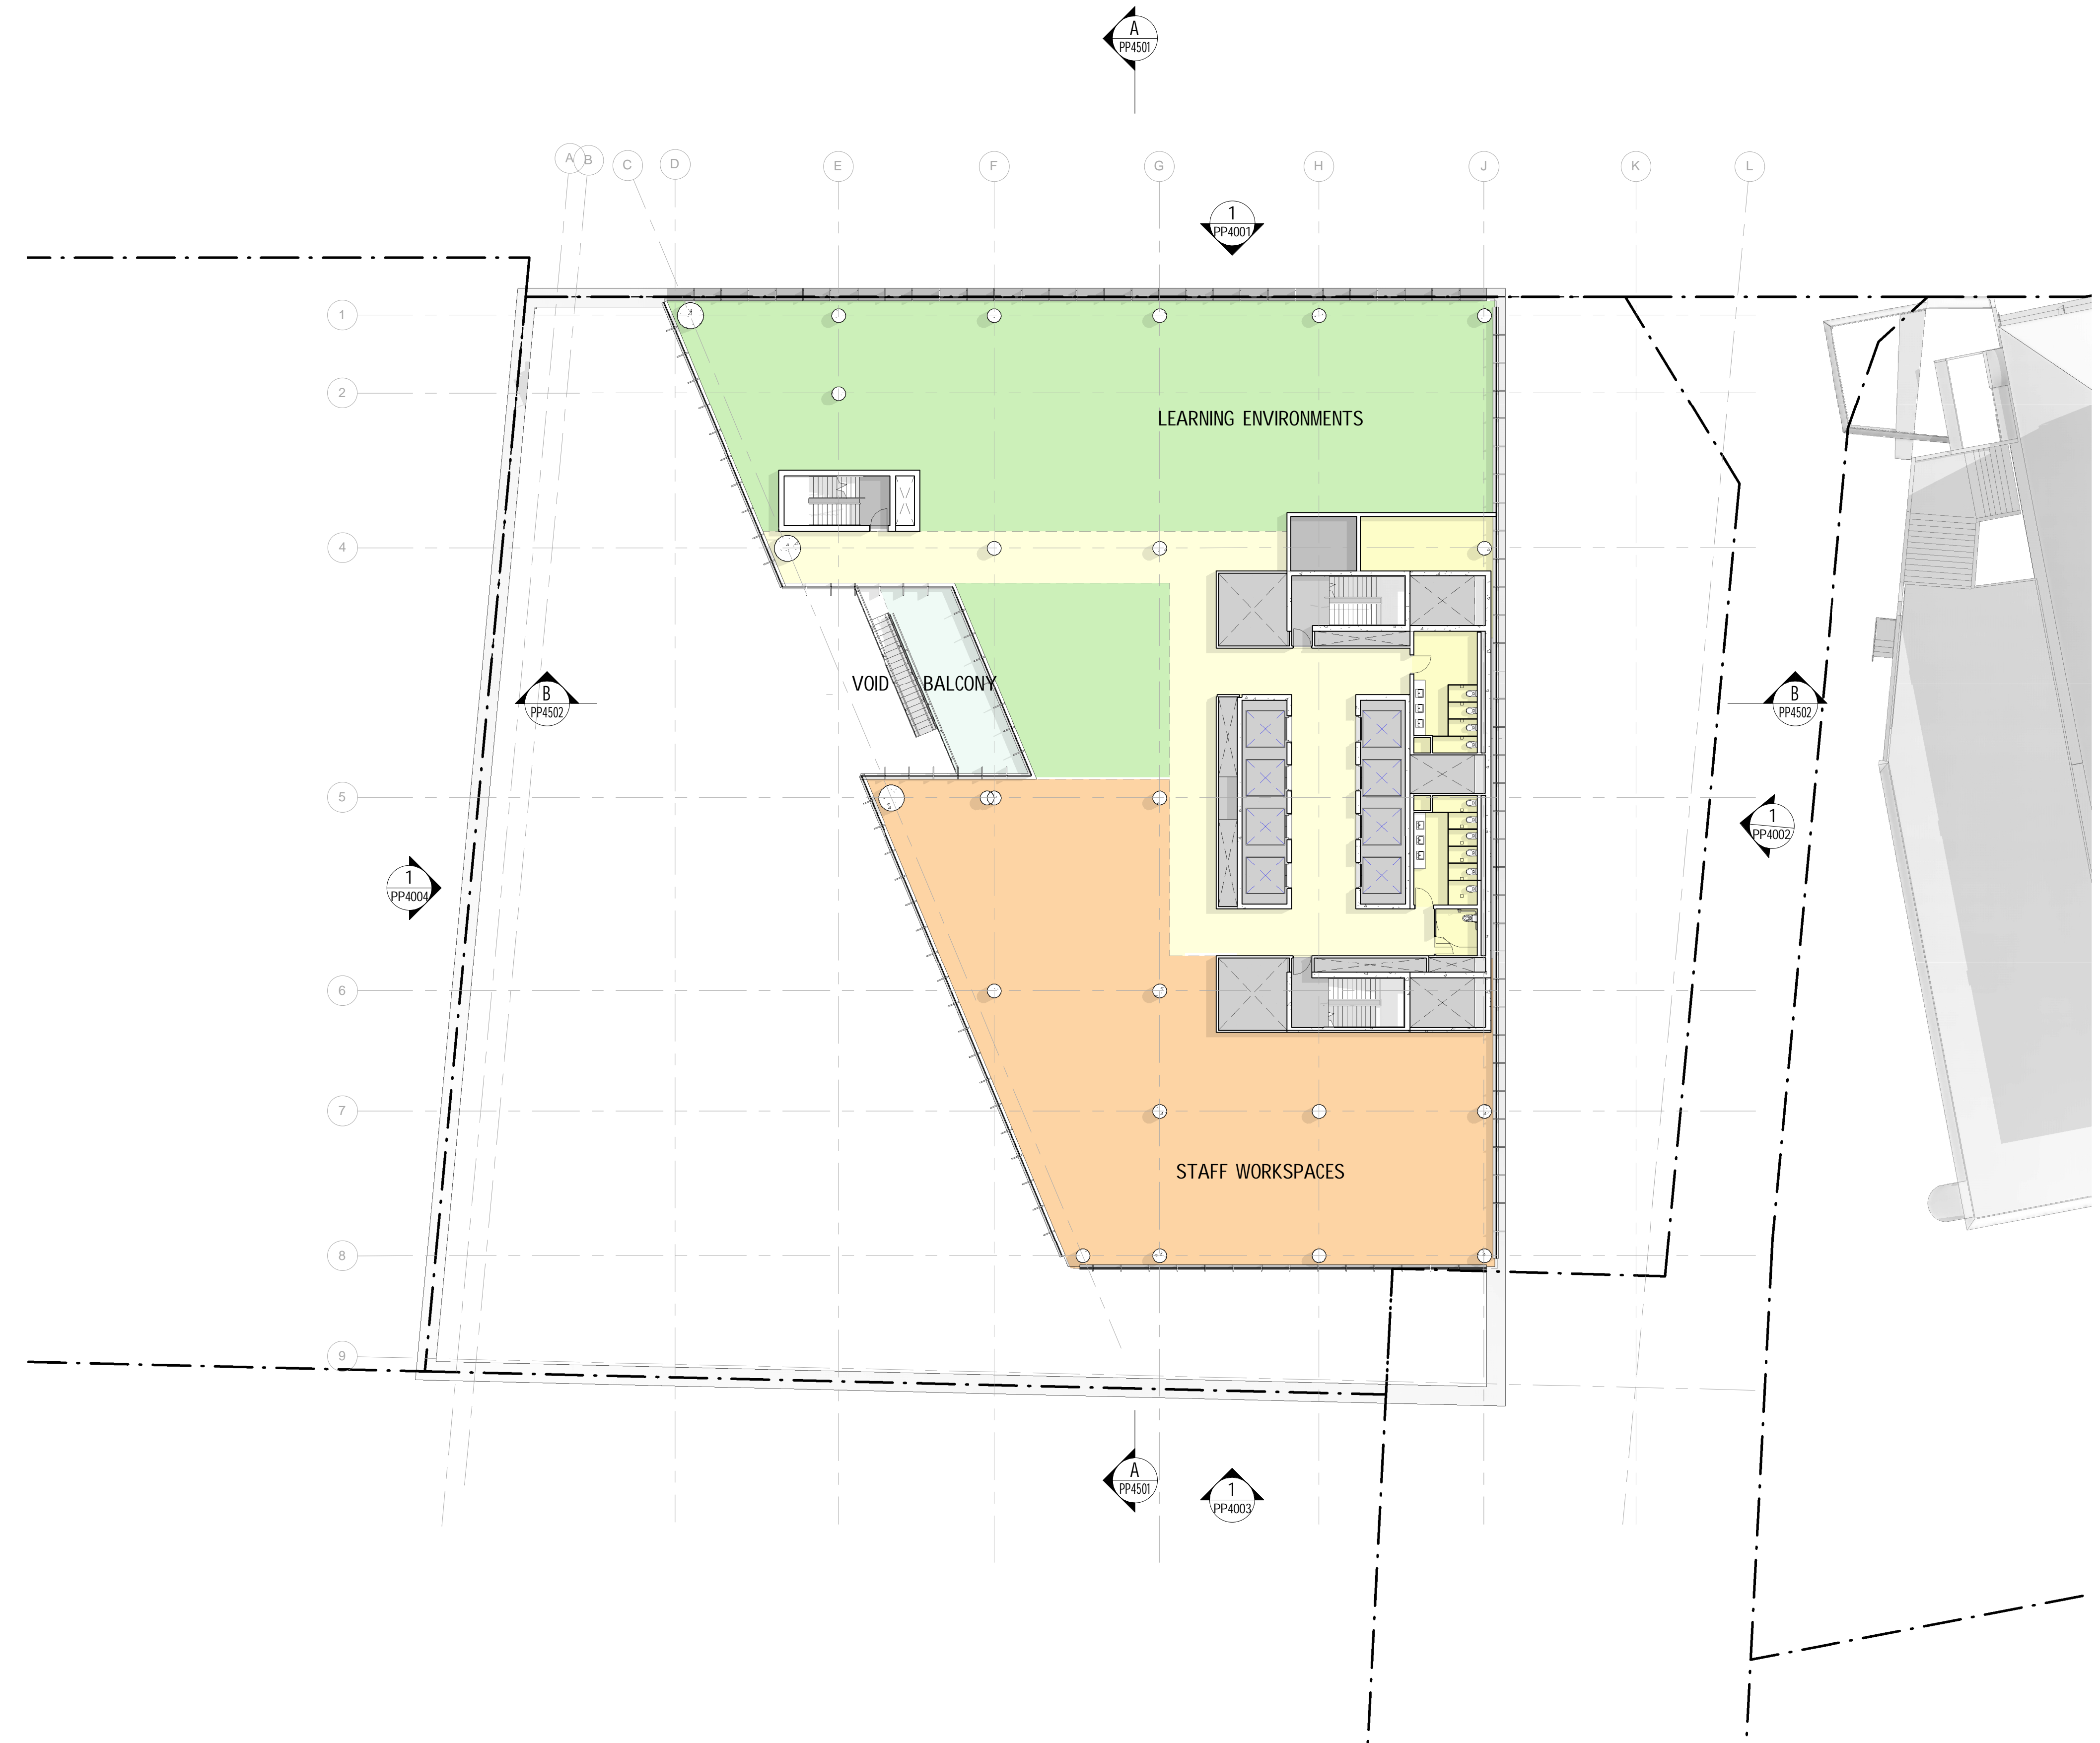 A
PP4501
A
B
C
D
E
F
G
H
J
K
L
1
PP4001
1
2
LEARNING ENVIRONMENTS
4
VOID
BALCONY
B
PP4502
B
PP4502
5
1
PP4002
1
PP4004
6
7
STAFF WORKSPACES
8
9
A
PP4501
1
PP4003